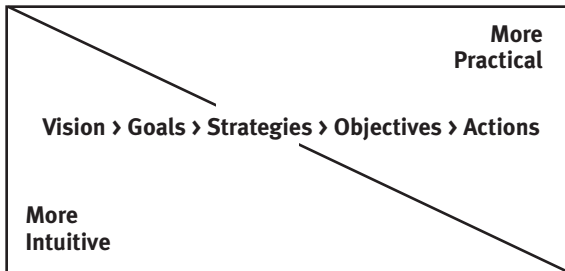 More
Practical
Vision › Goals › Strategies › Objectives › Actions
More
Intuitive